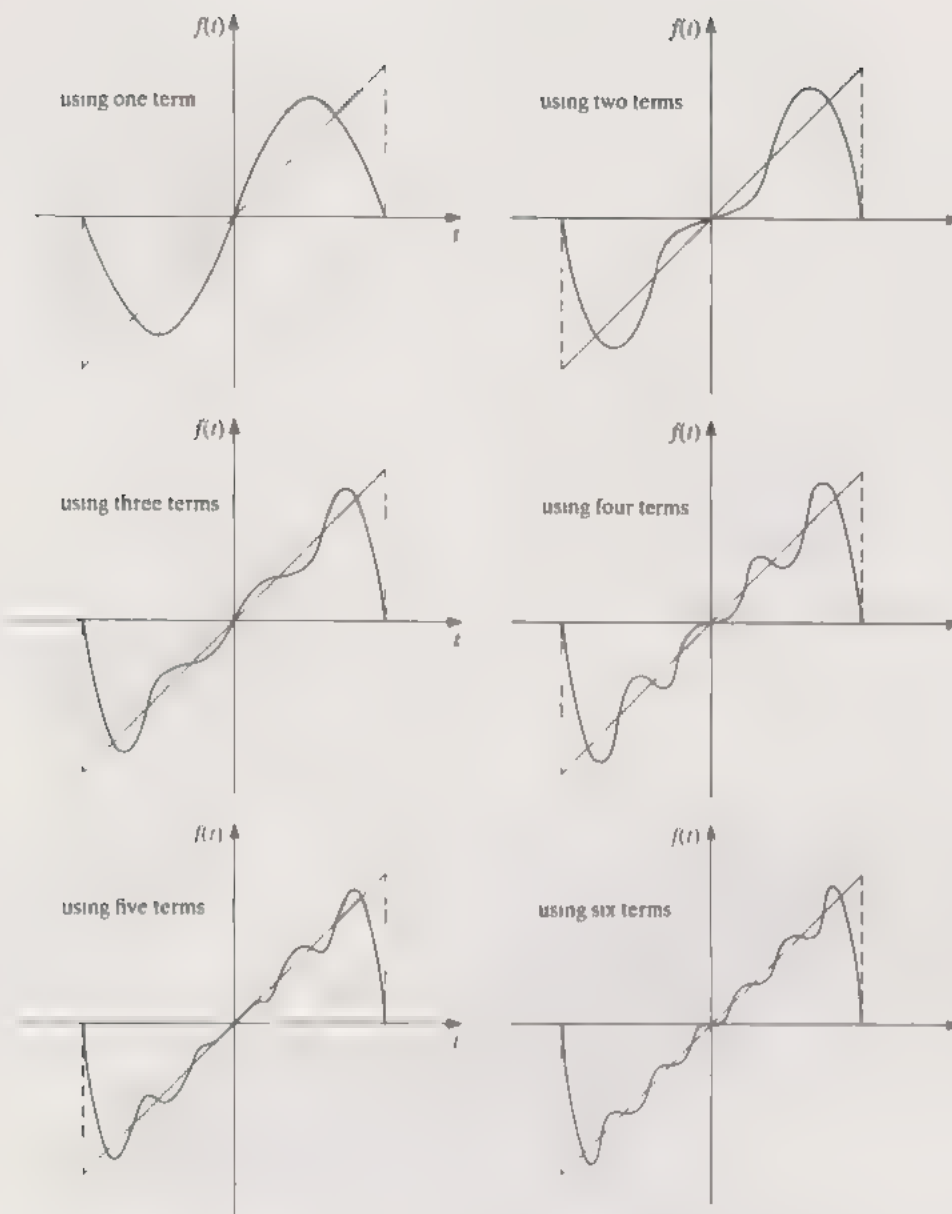 f(t)
f(t)
using one term
using two terms
t
f(t)
f(t)
using three terms
using four terms
t
f(t)
f(t)
using five terms
using six terms
t